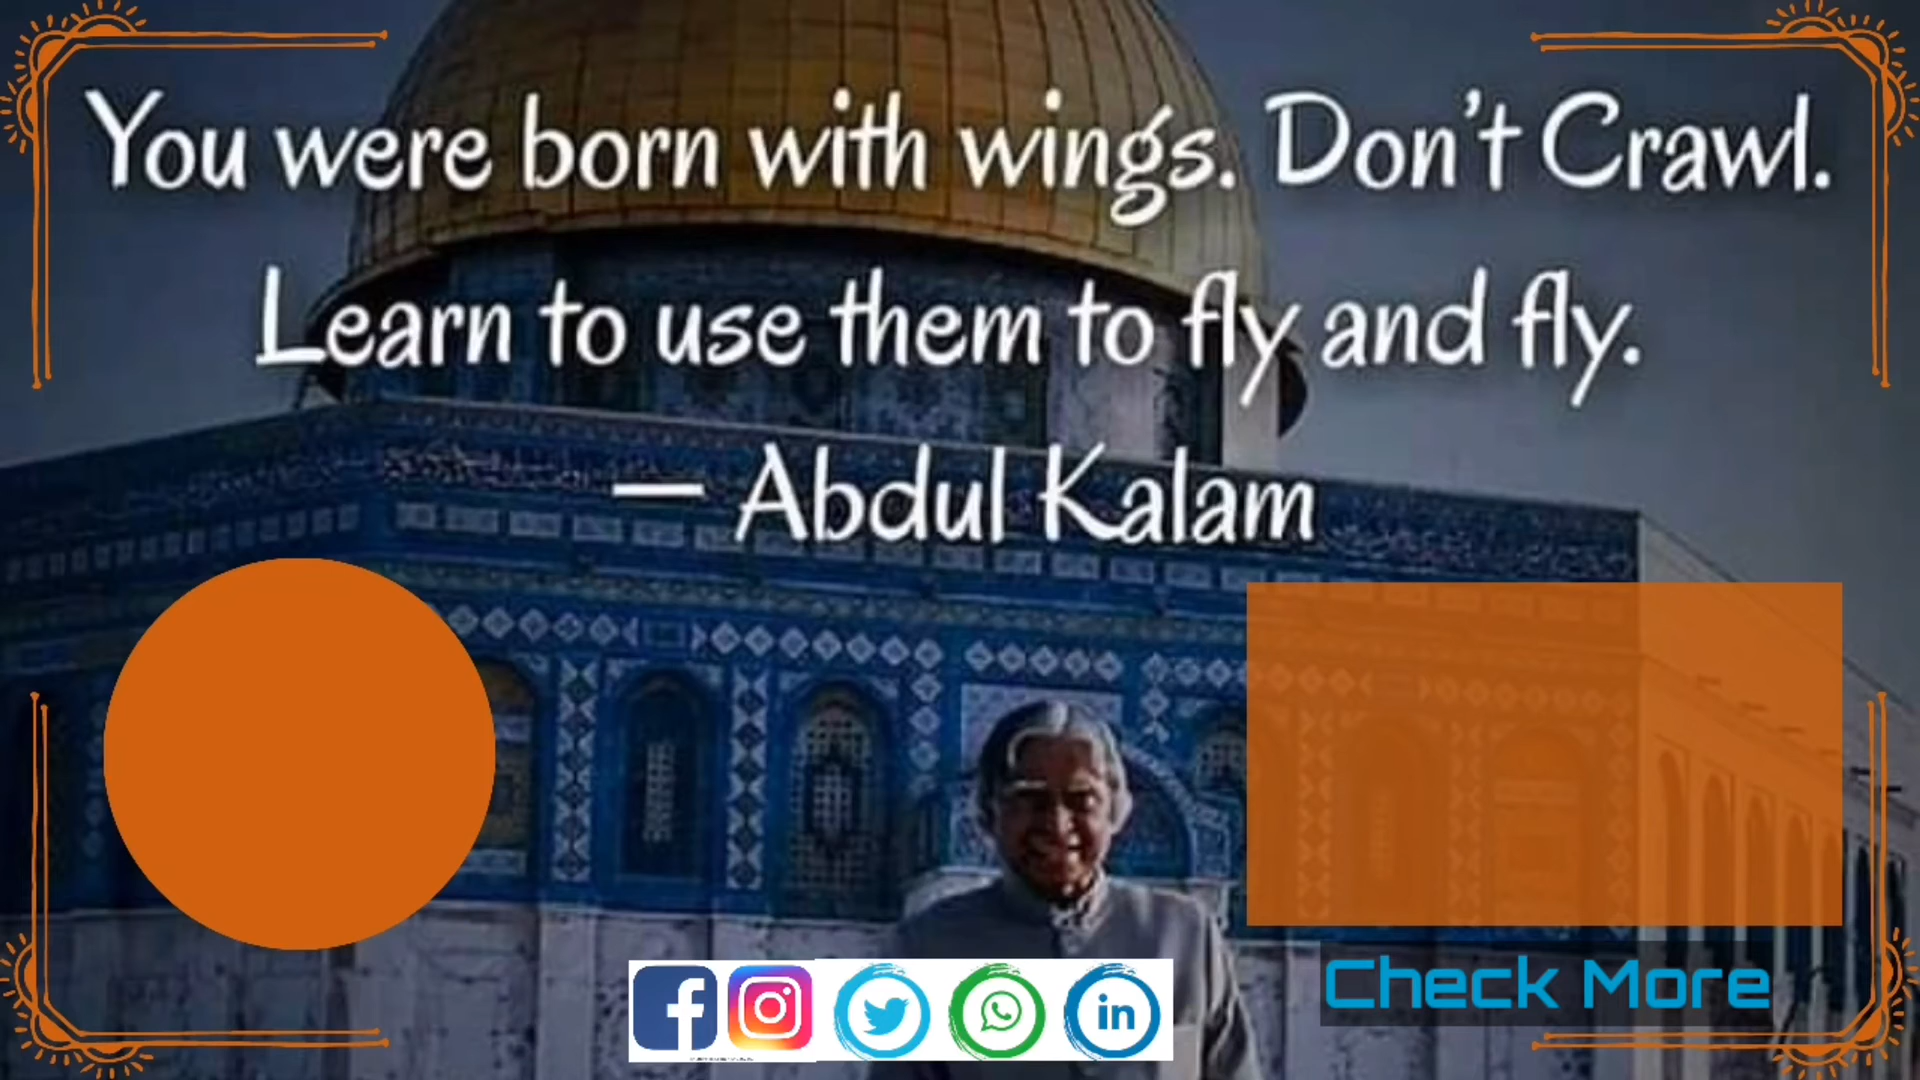 You were born with wings. Don't Crawl.
Learn to use them to fly and fly.
— Abdul Kalam
in
Check More